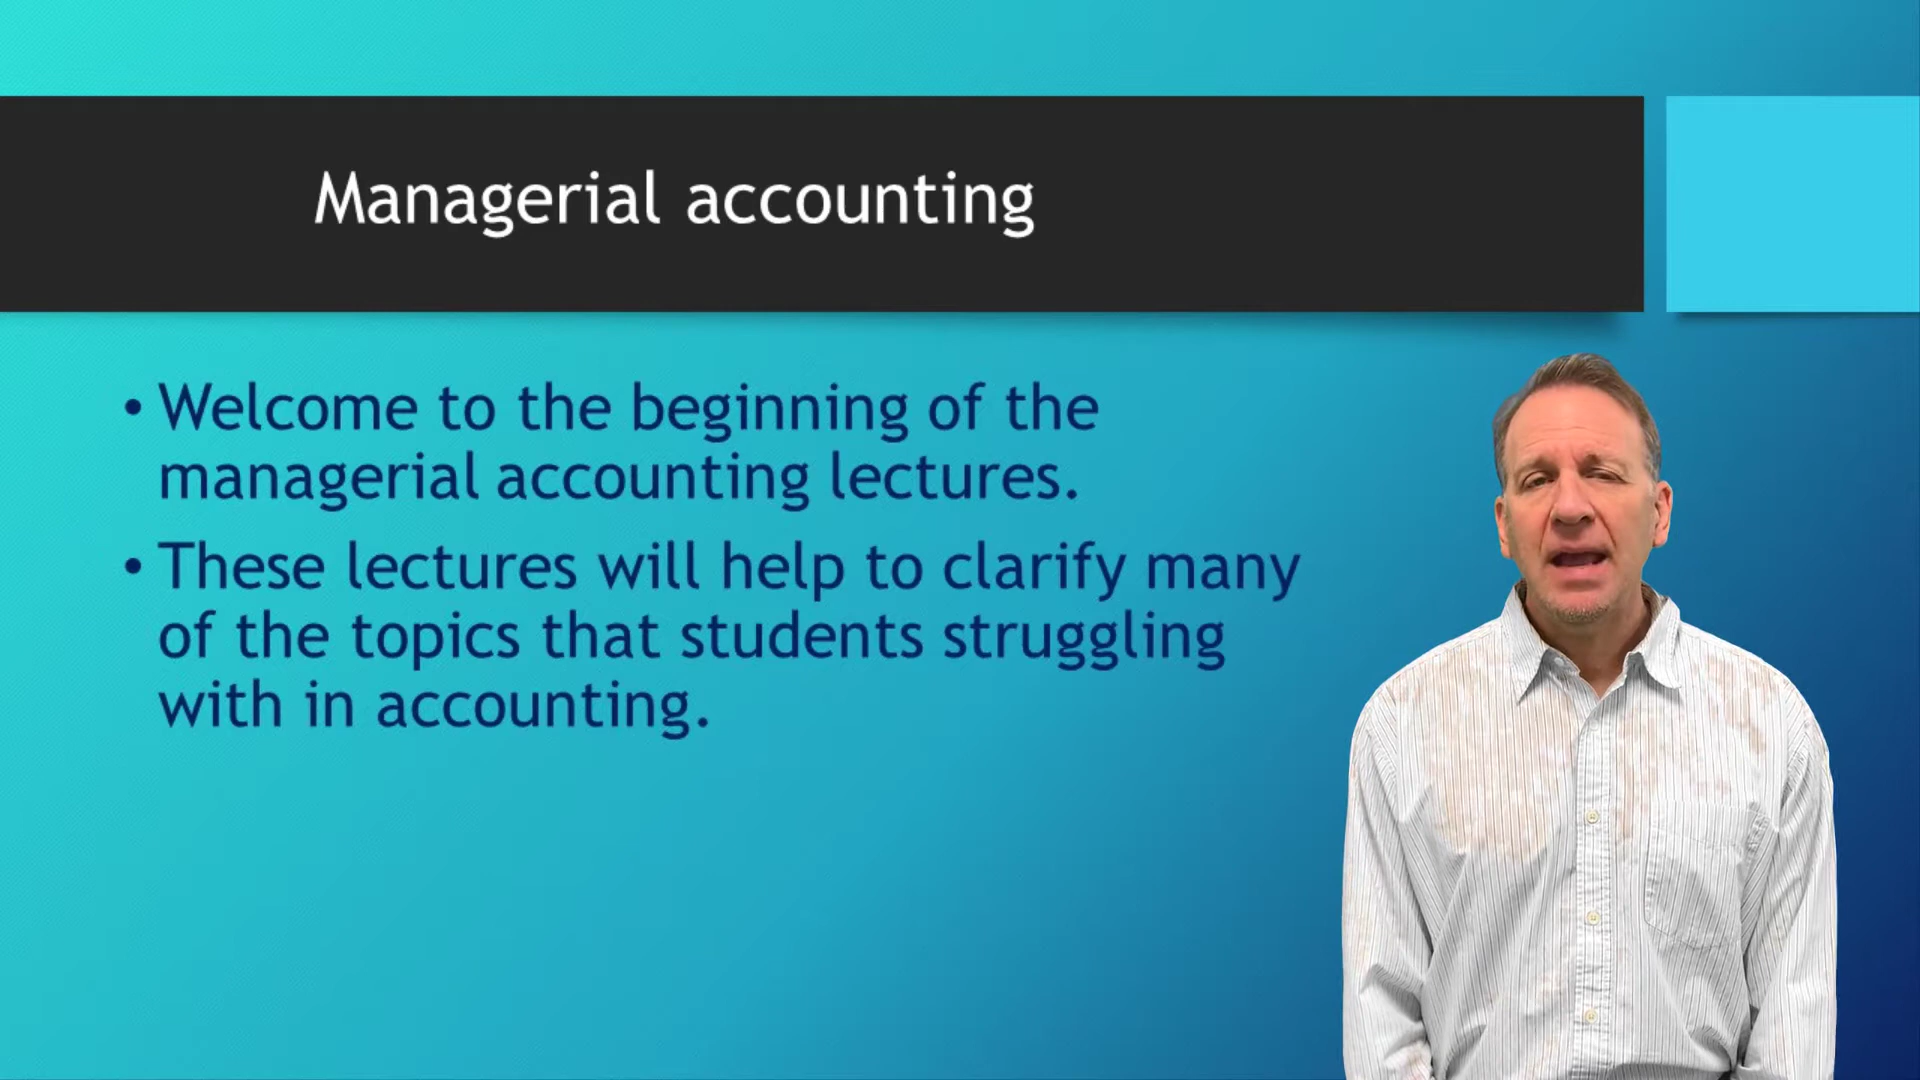 Managerial accounting
• Welcome to the beginning of the
managerial accounting lectures.
• These lectures will help to clarify many
of the topics that students struggling
with in accounting.